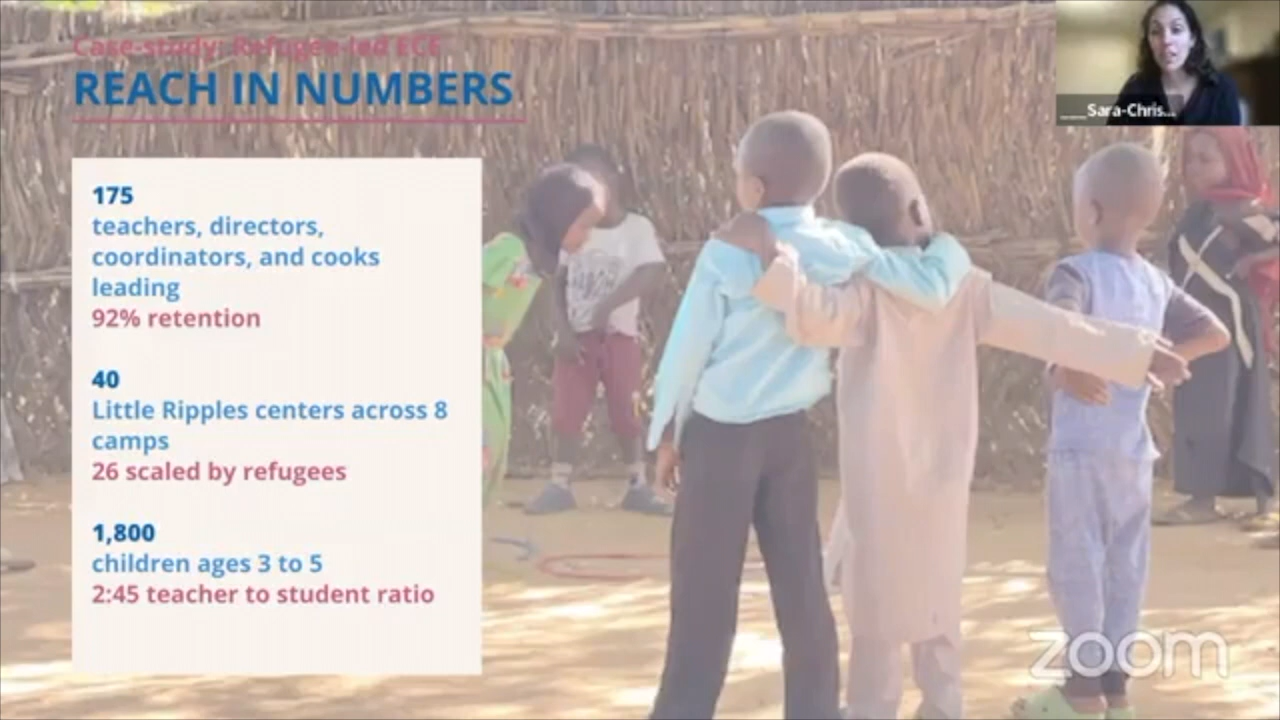 Case-study: Refugee-led ECE
REACH IN NUMBERS
Sara-Chris...
175
teachers, directors,
coordinators, and cooks
leading
92% retention
40
Little Ripples centers across 8
camps
26 scaled by refugees
1,800
children ages 3 to 5
2:45 teacher to student ratio
zoom